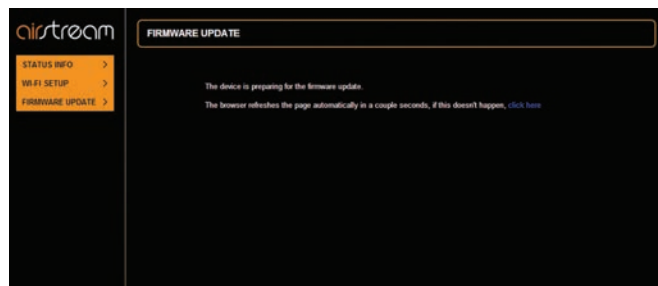 airstream
FIRMWARE UPDATE
STATUS INFO >
WI-FI SETUP >
FIRMWARE UPDATE >
The device is preparing for the firmware update.
The browser refreshes the page automatically in a couple seconds, if this doesn't happen, click here